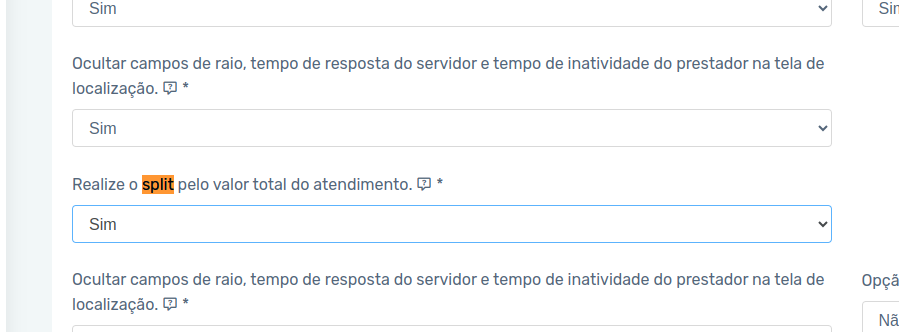 Sim
Sim
Ocultar campos de raio, tempo de resposta do servidor e tempo de inatividade do prestador na tela de
localização. *
Sim
Realize o split pelo valor total do atendimento. *
Sim
Ocultar campos de raio, tempo de resposta do servidor e tempo de inatividade do prestador na tela de
localização. *
Opçã
Nã